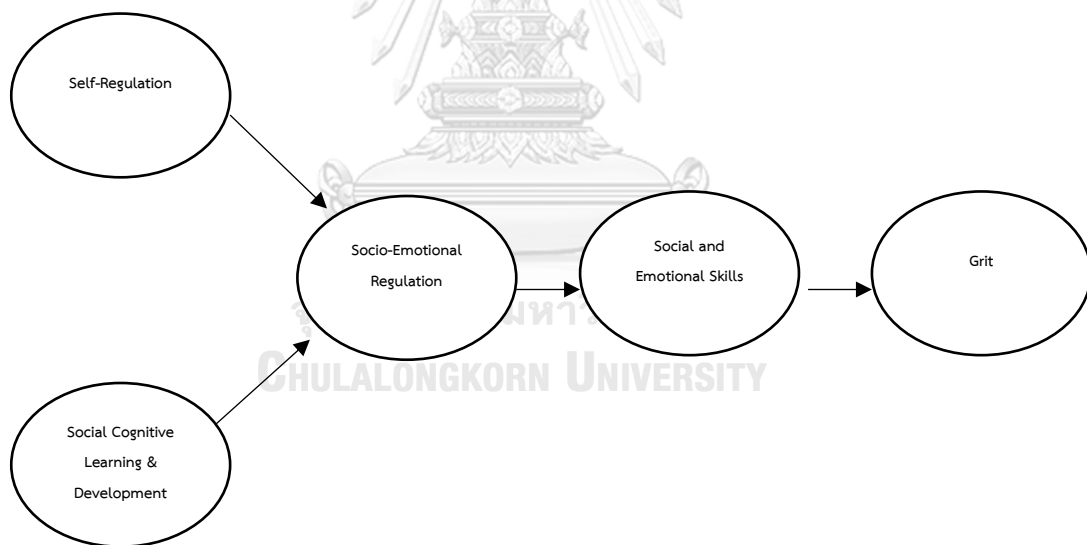 Self-Regulation
Socio-Emotional
Regulation
Social and
Emotional Skills
Grit
CHULALONGKORN UNIVERSITY
Social Cognitive
Learning &
Development